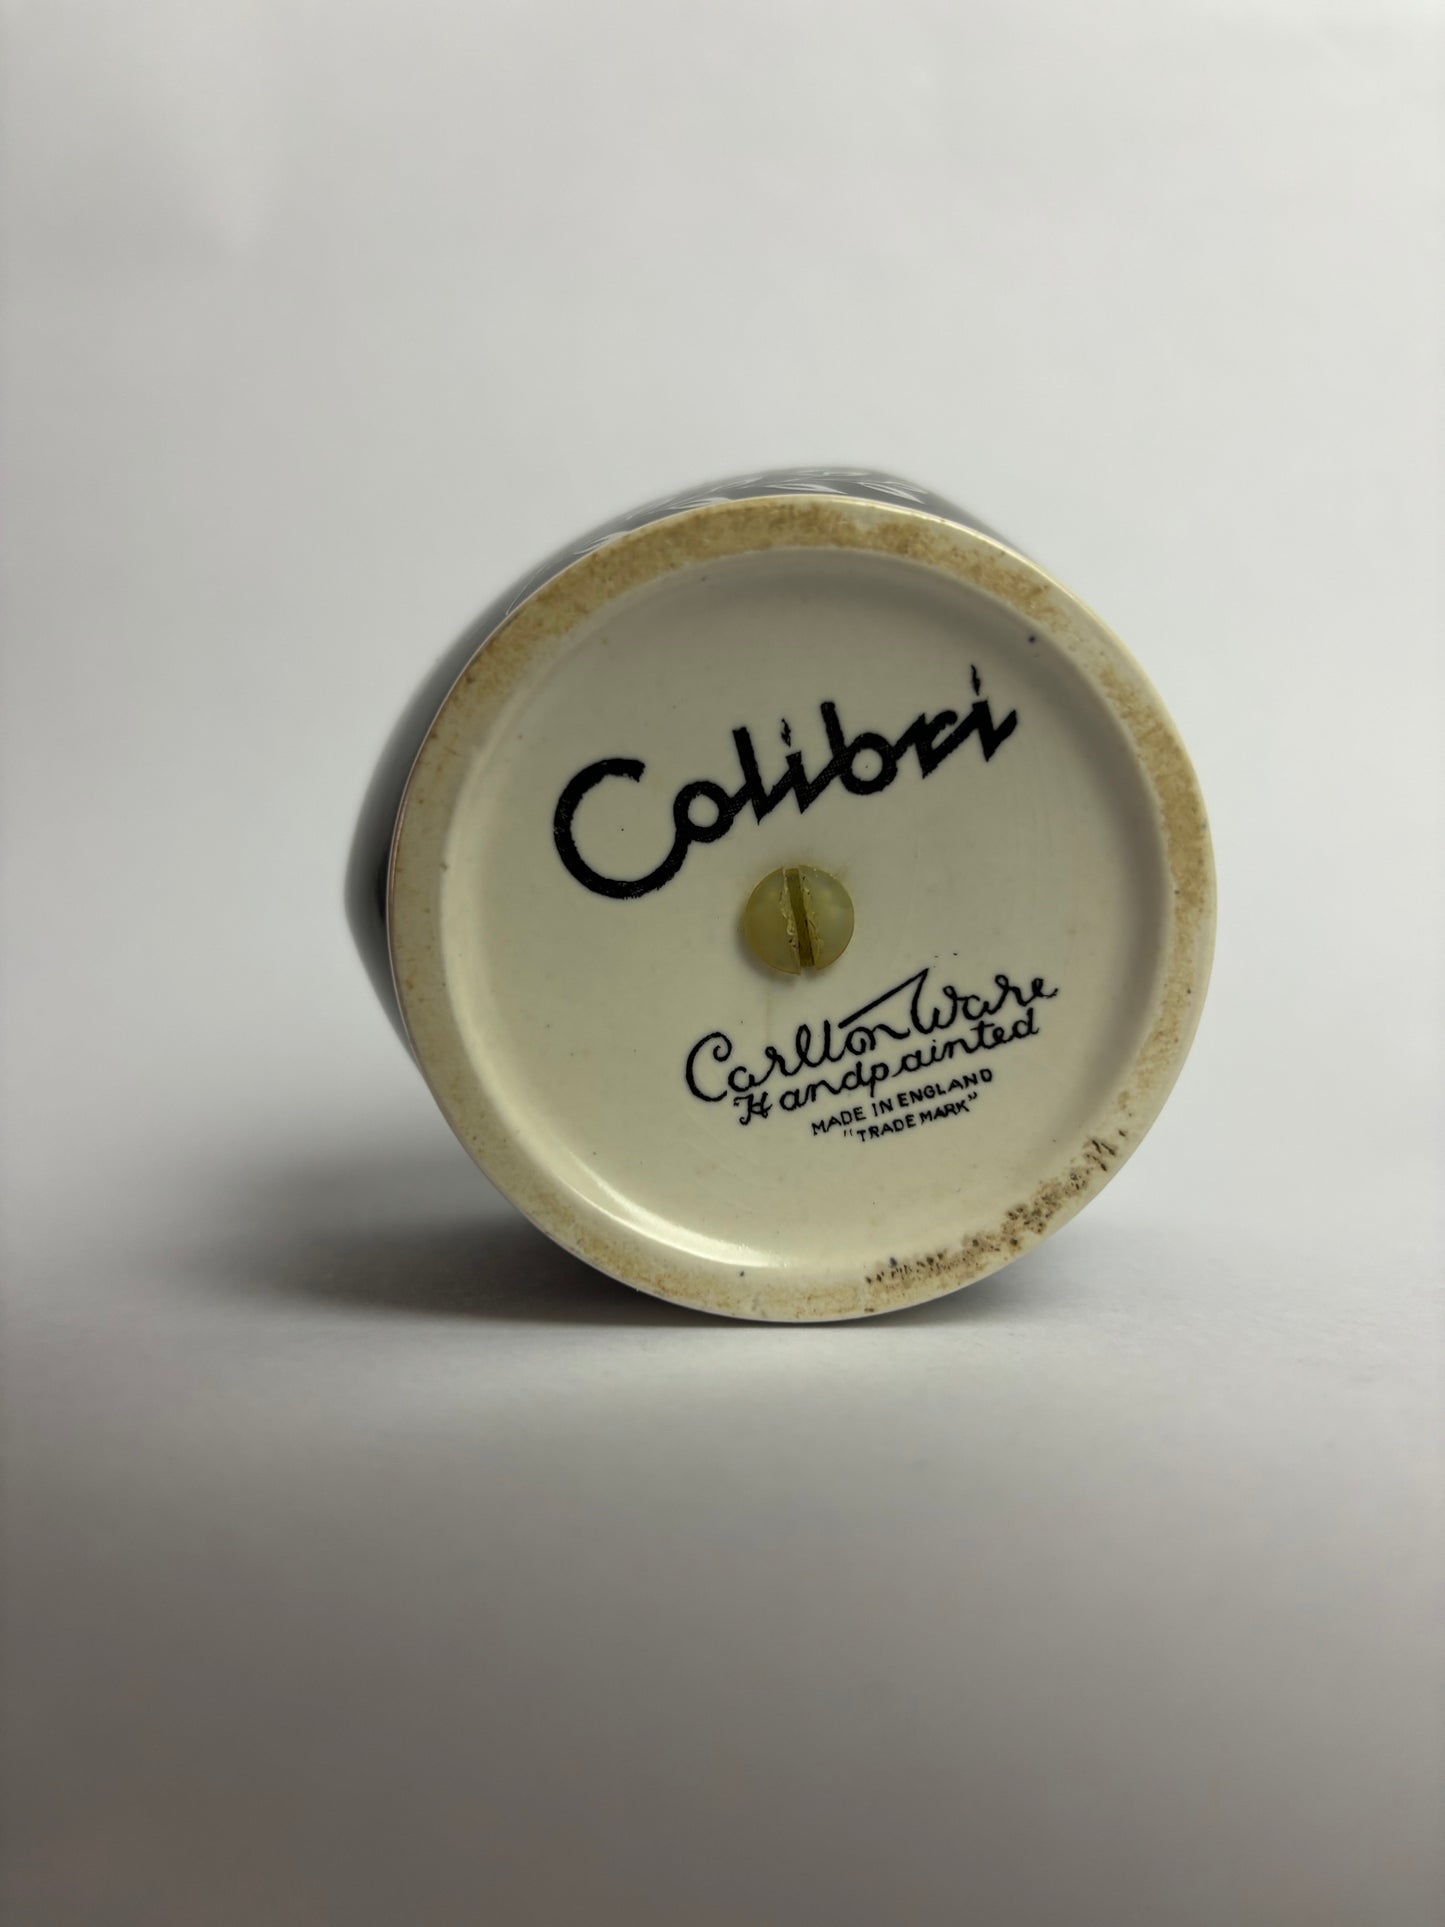 Colibri
Carlton Ware
Handpainted
MADE IN ENGLAND
"TRADE MARK"